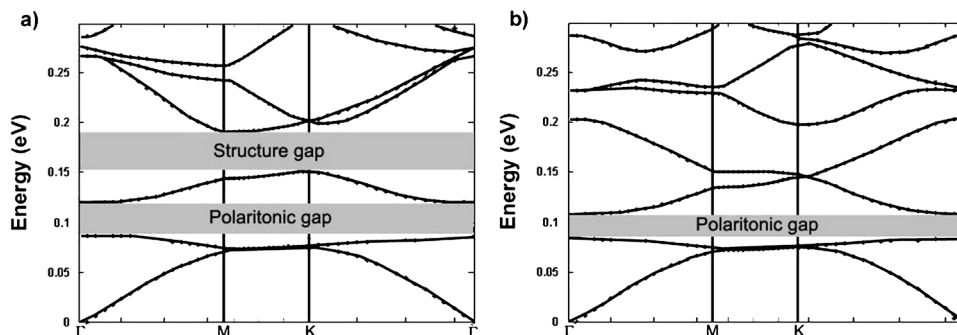 a)
Energy (eV)
0.25
0.2
0.15
0.1
0.05
0
Structure gap
Polaritonic gap
Γ M K Γ
b)
Energy (eV)
0.25
0.2
0.15
0.1
0.05
0
Polaritonic gap
Γ M K Γ